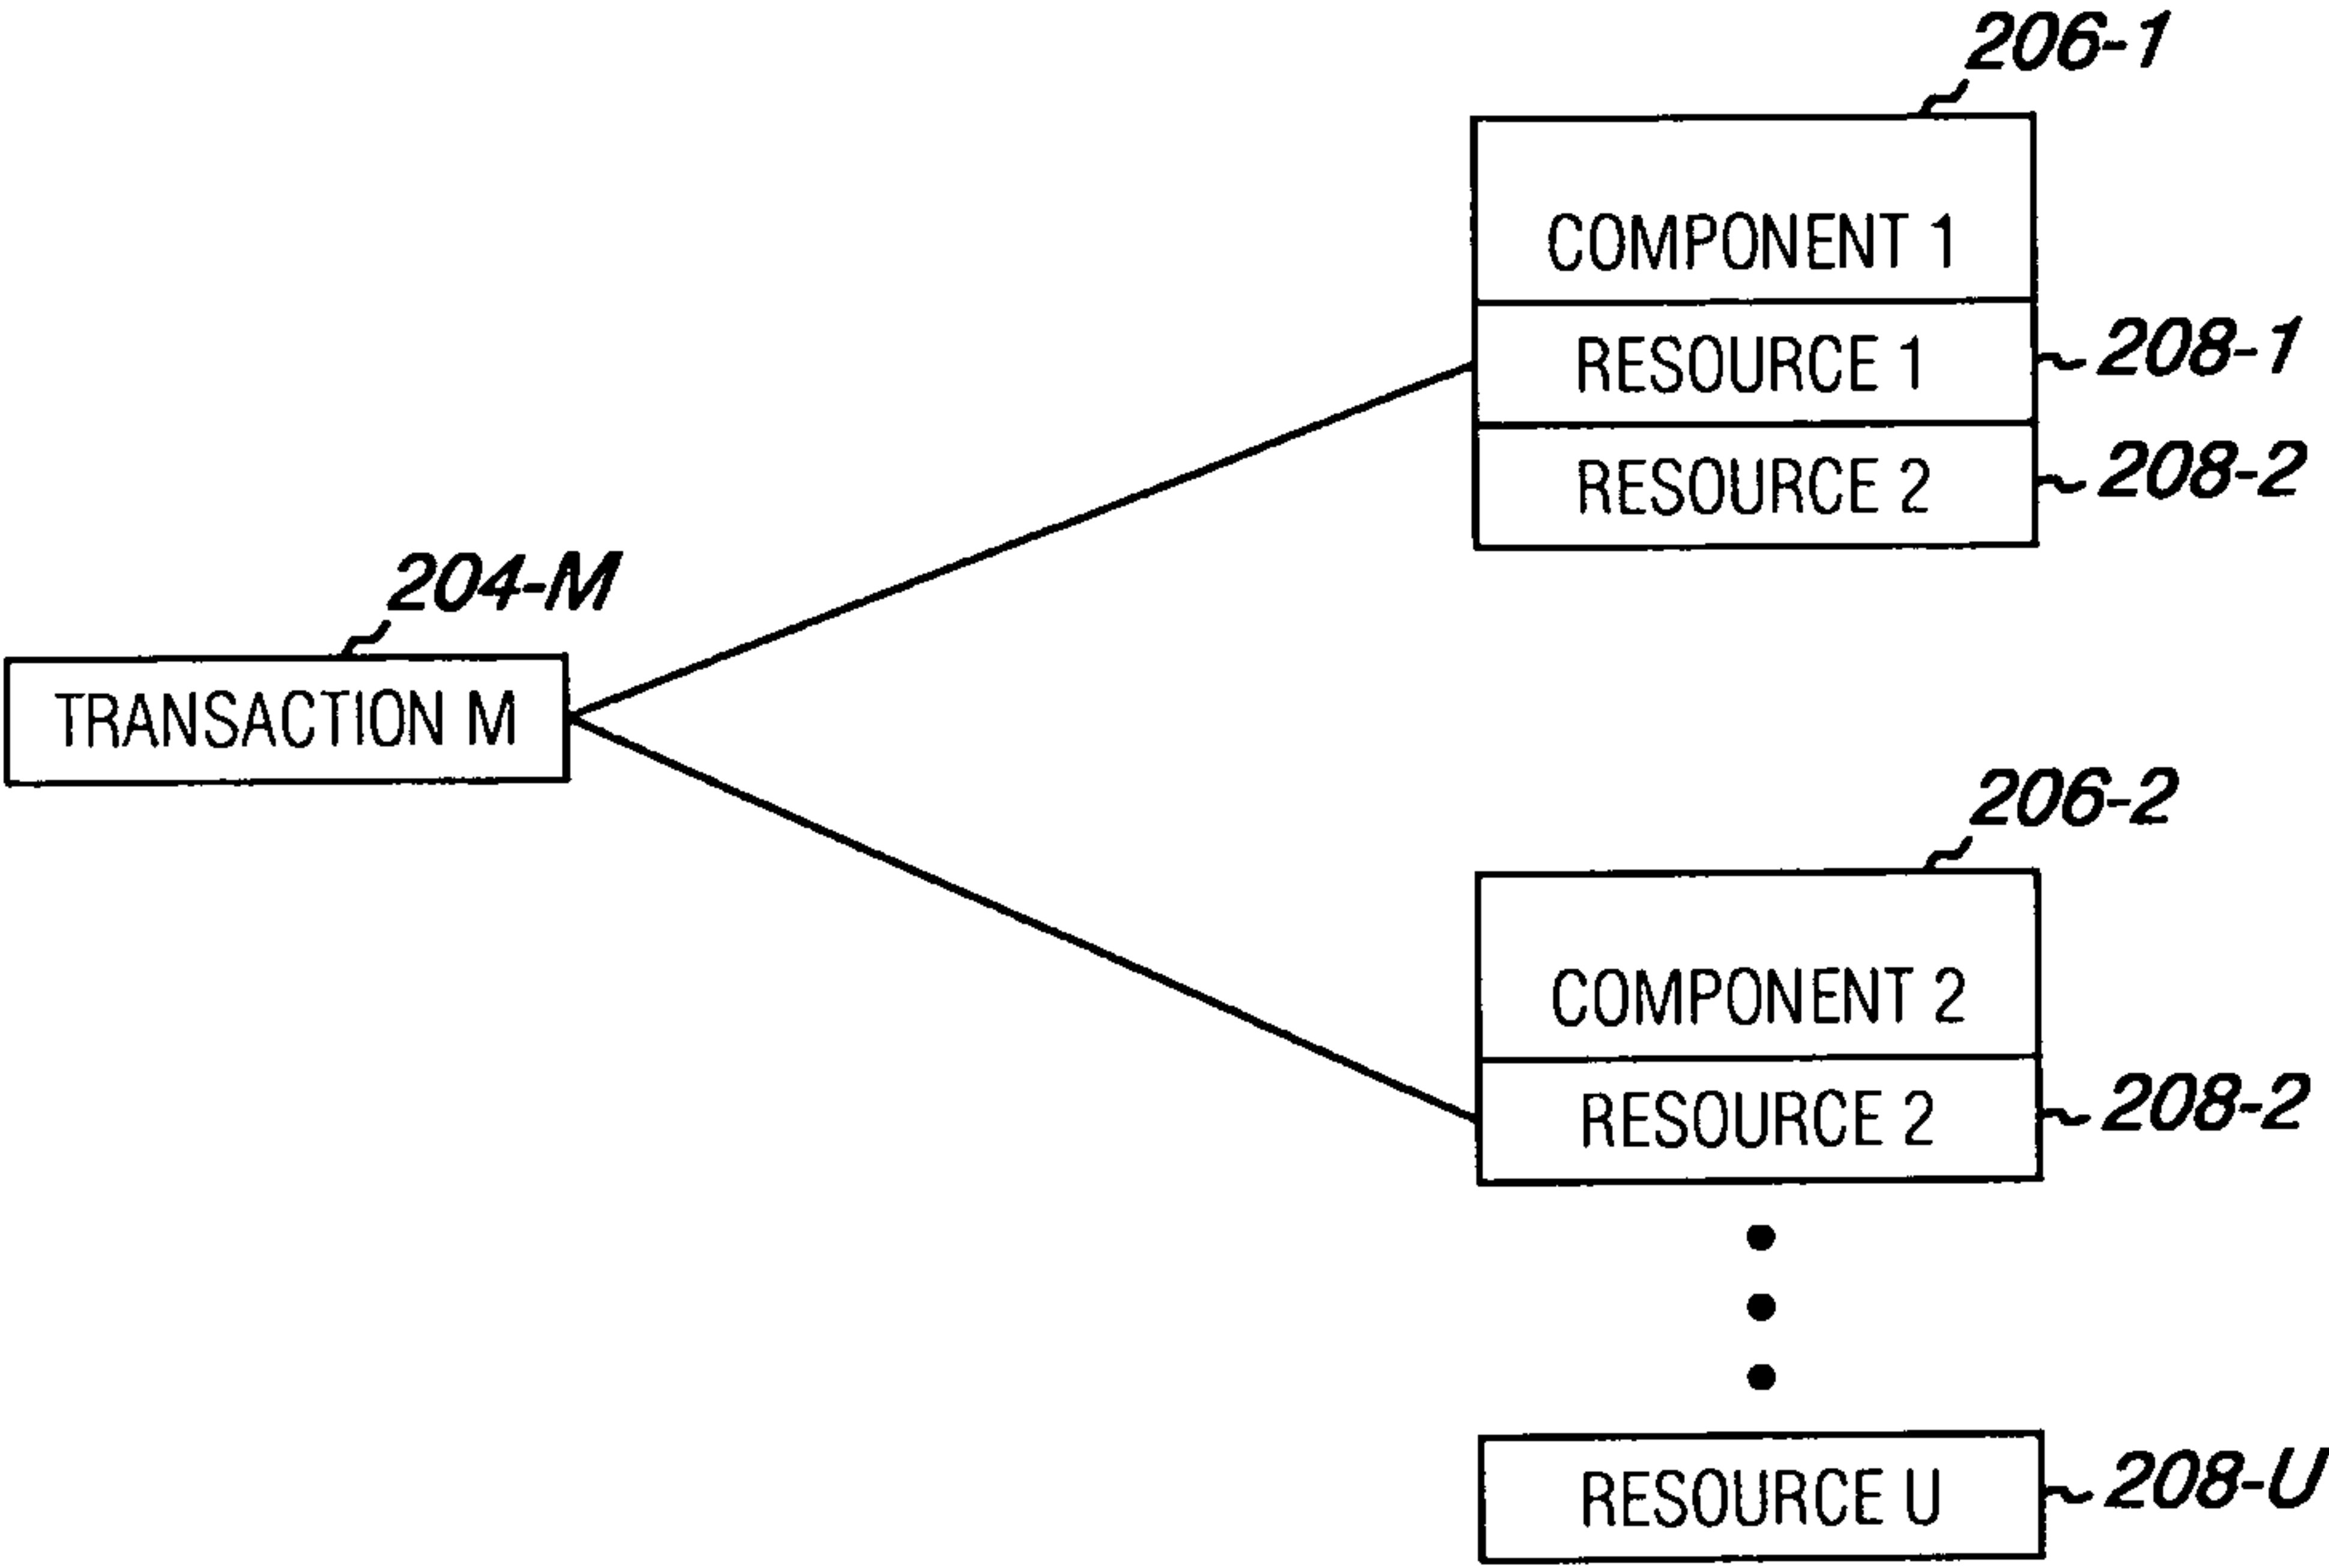 206-1
COMPONENT 1
RESOURCE 1 208-1
RESOURCE 2 208-2
204-M
TRANSACTION M
206-2
COMPONENT 2
RESOURCE 2 208-2
RESOURCE U 208-U